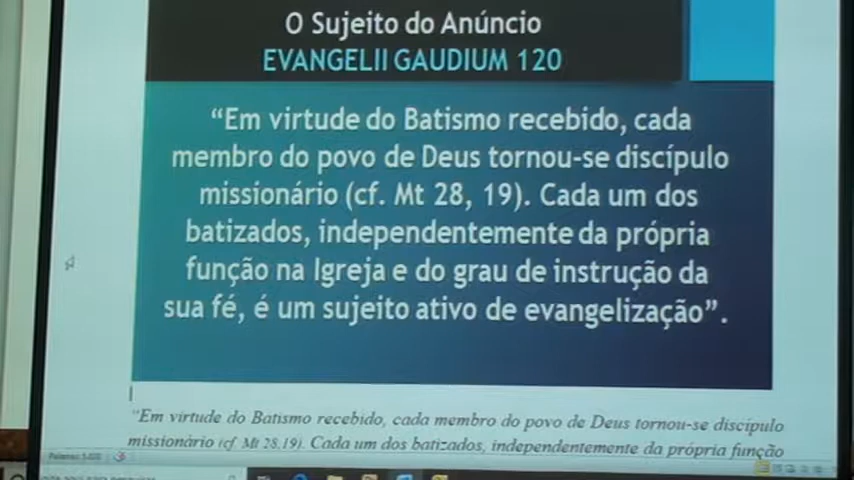 O Sujeito do Anúncio
EVANGELII GAUDIUM 120
“Em virtude do Batismo recebido, cada
membro do povo de Deus tornou-se discípulo
missionário (cf. Mt 28, 19). Cada um dos
batizados, independentemente da própria
função na Igreja e do grau de instrução da
sua fé, é um sujeito ativo de evangelização”.
“Em virtude do Batismo recebido, cada membro do povo de Deus tornou-se discípulo
missionário (cf. Mt 28,19). Cada um dos batizados, independentemente da própria função